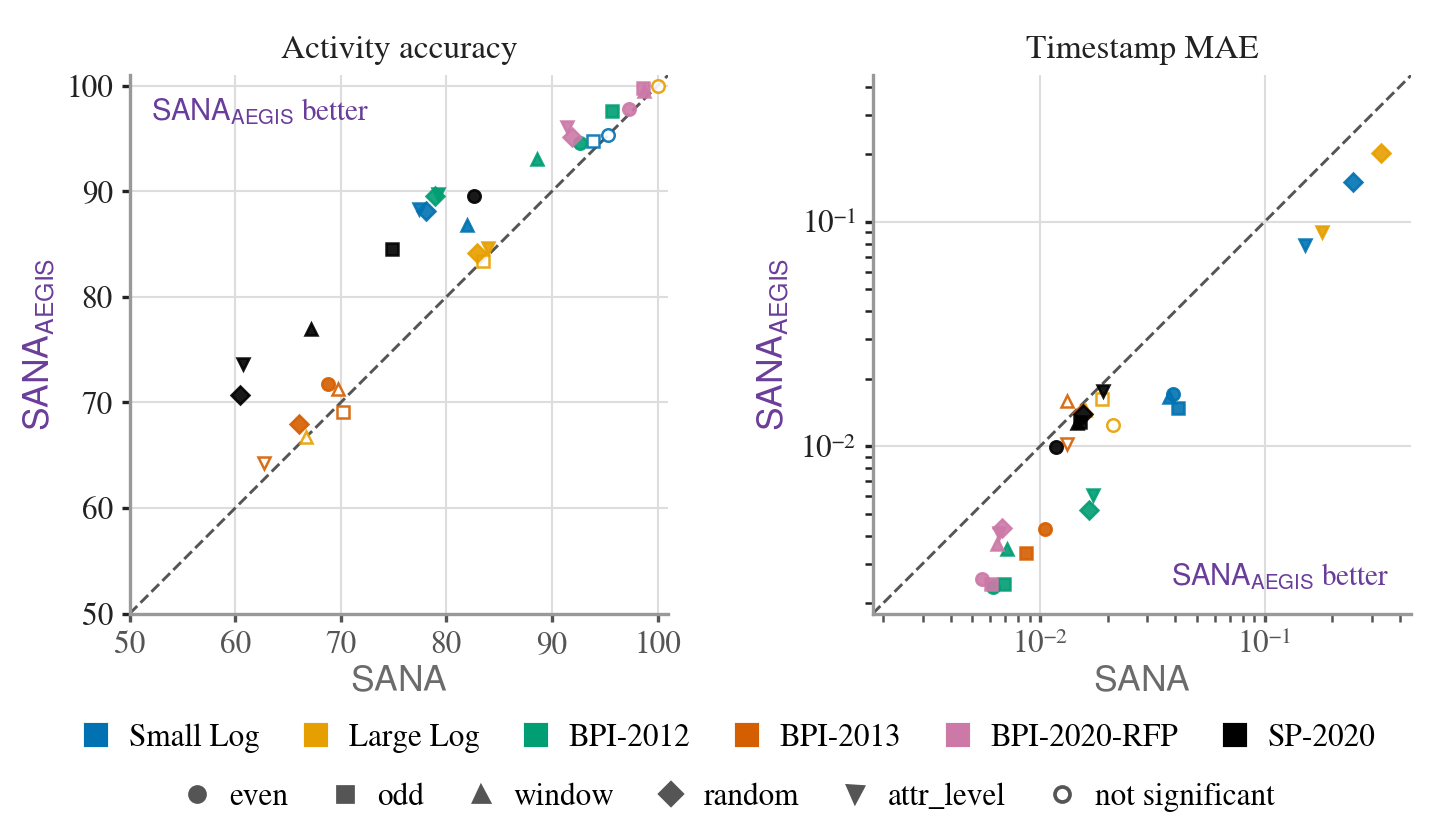 Activity accuracy
Timestamp MAE
SANA_AEGIS better
100
90
80
70
60
50
SANA_AEGIS
50 60 70 80 90 100
SANA
10⁻¹
10⁻²
SANA_AEGIS
SANA_AEGIS better
10⁻² 10⁻¹
SANA
Small Log Large Log BPI-2012 BPI-2013 BPI-2020-RFP SP-2020
even odd window random attr_level not significant